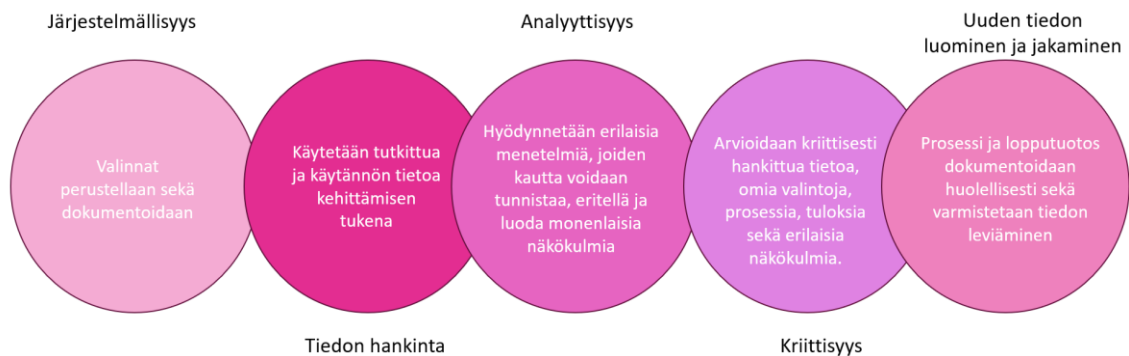 Järjestelmällisyys
Valinnat
perustellaan sekä
dokumentoidaan
Tiedon hankinta
Käytetään tutkittua
ja käytännön tietoa
kehittämisen
tukena
Analyyttisyys
Hyödynnetään erilaisia
menetelmiä, joiden
kautta voidaan
tunnistaa, eritellä ja
luoda monenlaisia
näkökulmia
Kriittisyys
Arvioidaan kriittisesti
hankittua tietoa,
omia valintoja,
prosessia, tuloksia
sekä erilaisia
näkökulmia.
Uuden tiedon
luominen ja jakaminen
Prosessi ja lopputuotos
dokumentoidaan
huolellisesti sekä
varmistetaan tiedon
leviäminen